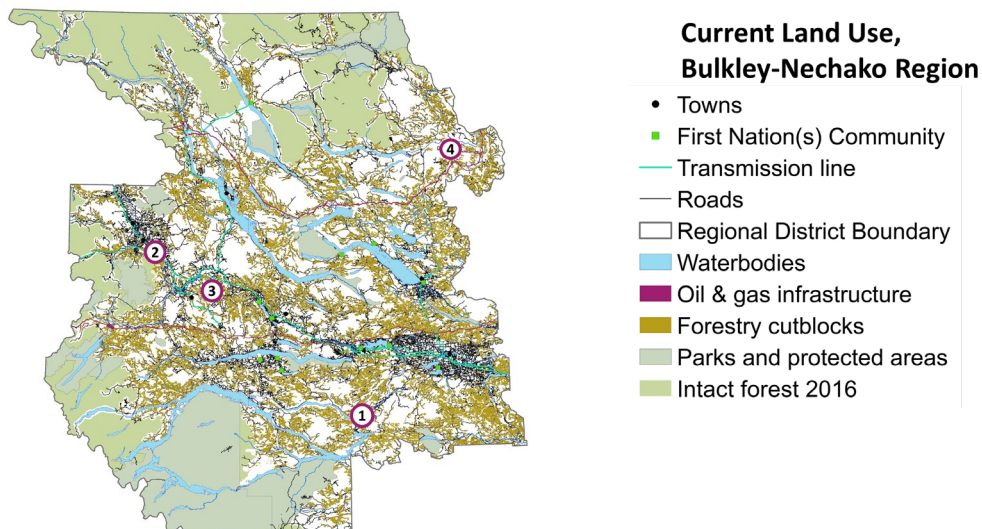 Current Land Use,
Bulkley-Nechako Region
Towns
First Nation(s) Community
Transmission line
Roads
Regional District Boundary
Waterbodies
Oil & gas infrastructure
Forestry cutblocks
Parks and protected areas
Intact forest 2016
4
2
3
1